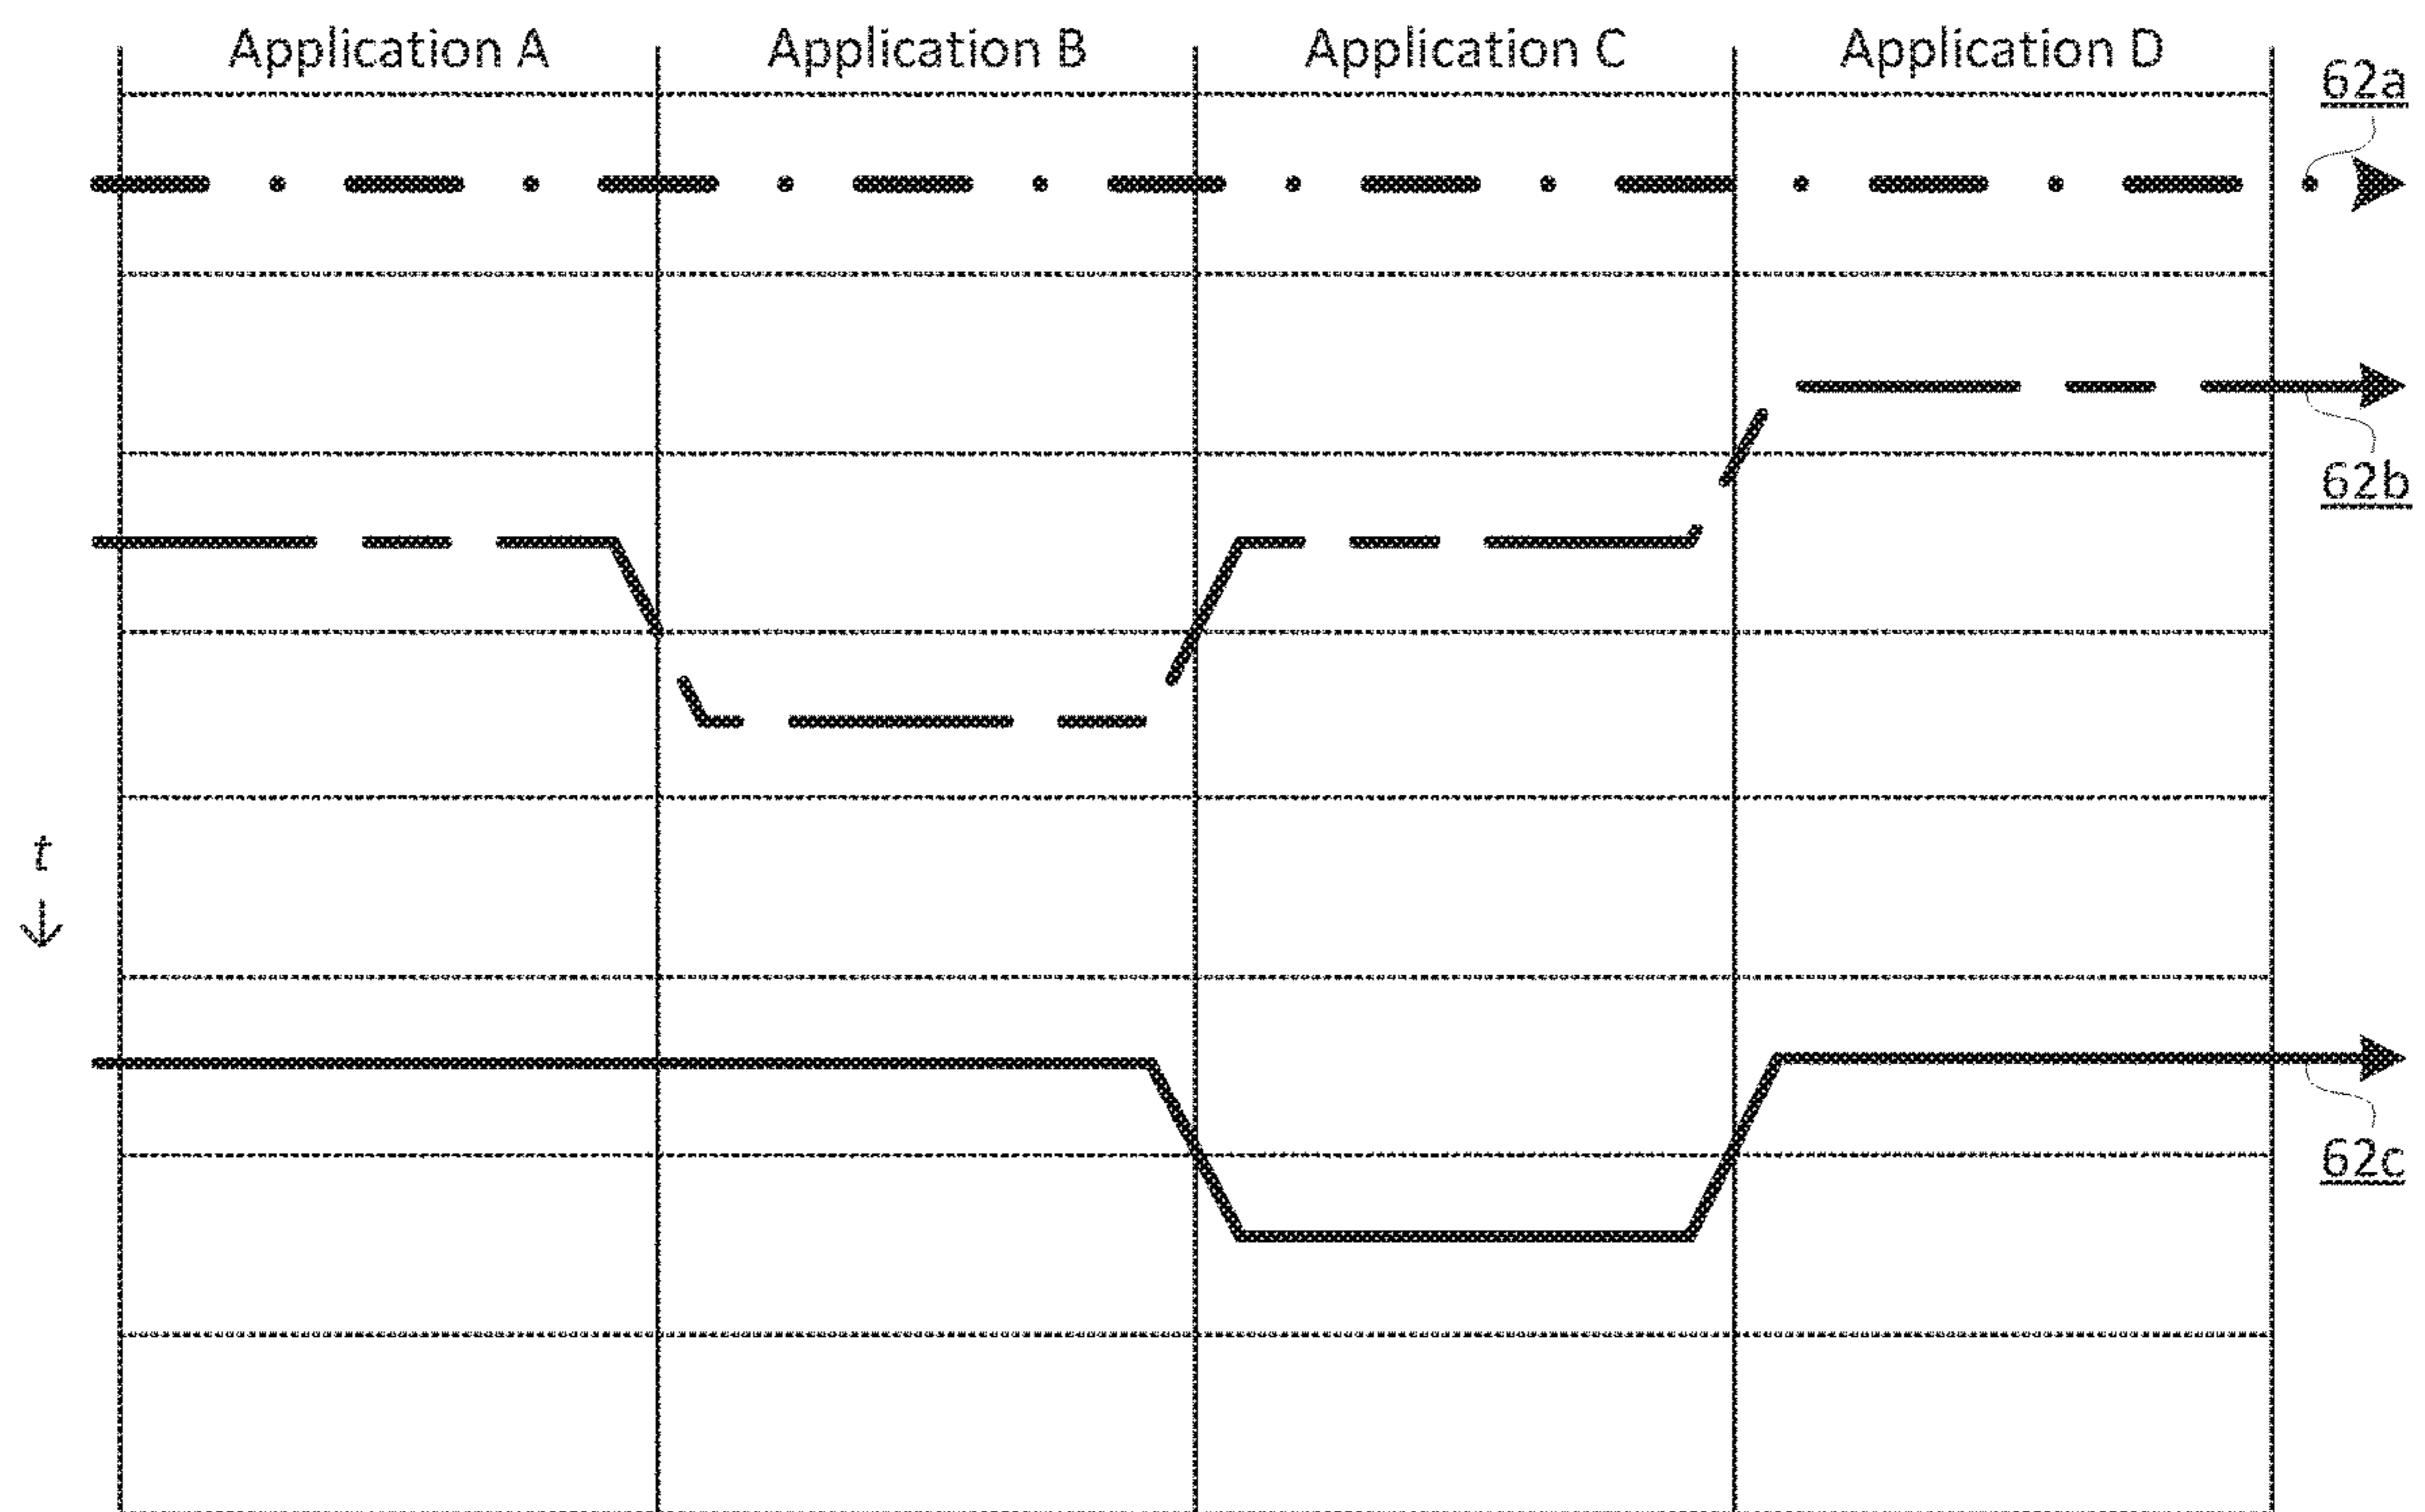 Application A
Application B
Application C
Application D
62a
62b
t
62c